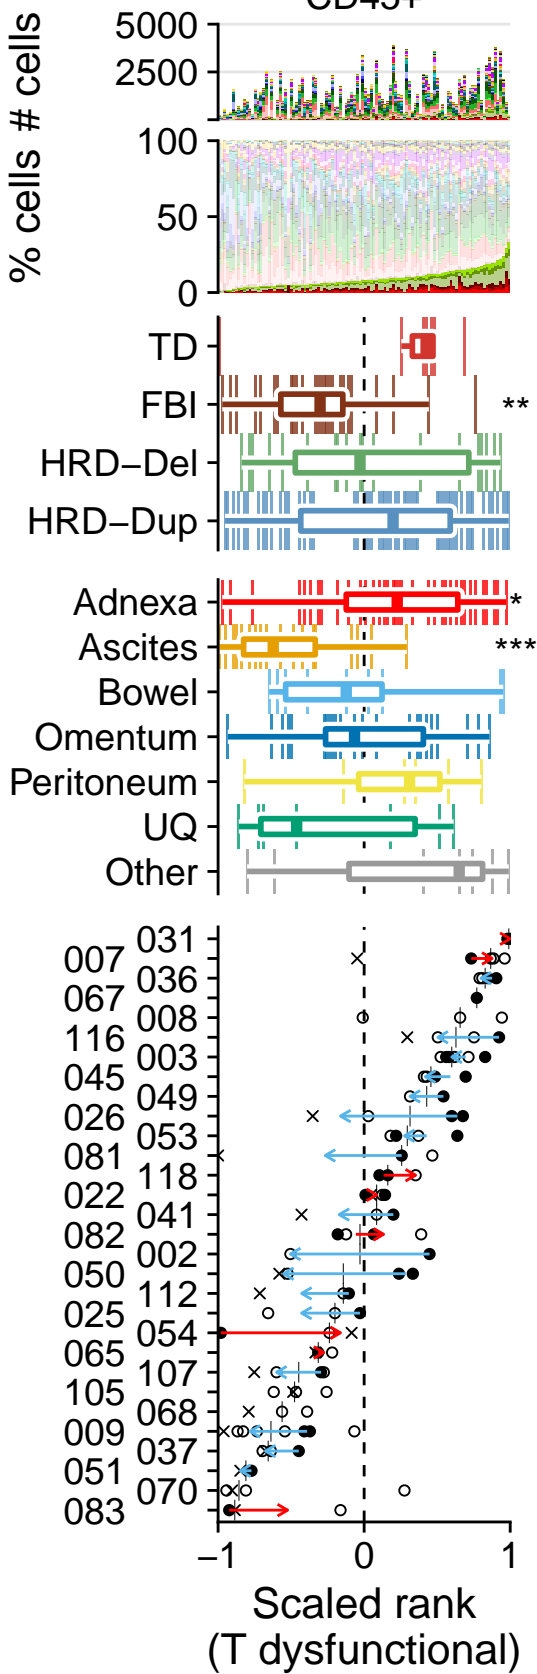 CD45+
# cells
5000
2500
% cells
100
50
0
TD
FBI
**
HRD−Del
HRD−Dup
Adnexa
*
Ascites
***
Bowel
Omentum
Peritoneum
UQ
Other
031
007
036
067
008
116
003
045
049
026
053
081
118
022
041
082
002
050
112
025
054
065
107
105
068
009
037
051
070
083
−1 0 1
Scaled rank
(T dysfunctional)